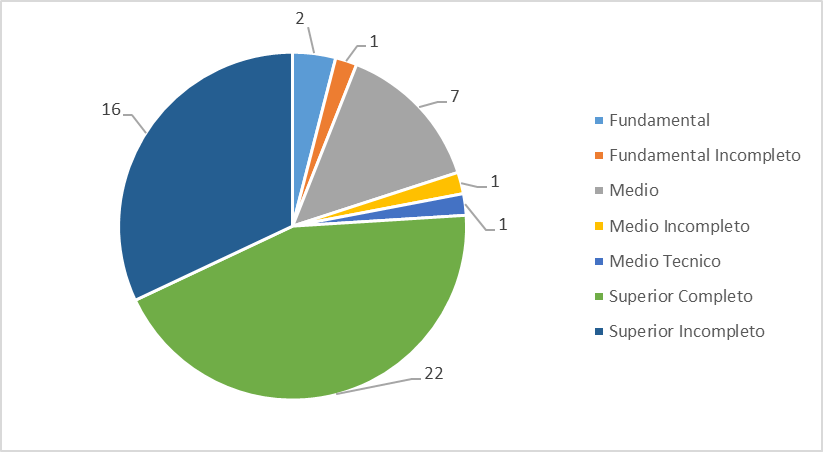 2
1
7
1
1
22
16
Fundamental
Fundamental Incompleto
Medio
Medio Incompleto
Medio Tecnico
Superior Completo
Superior Incompleto